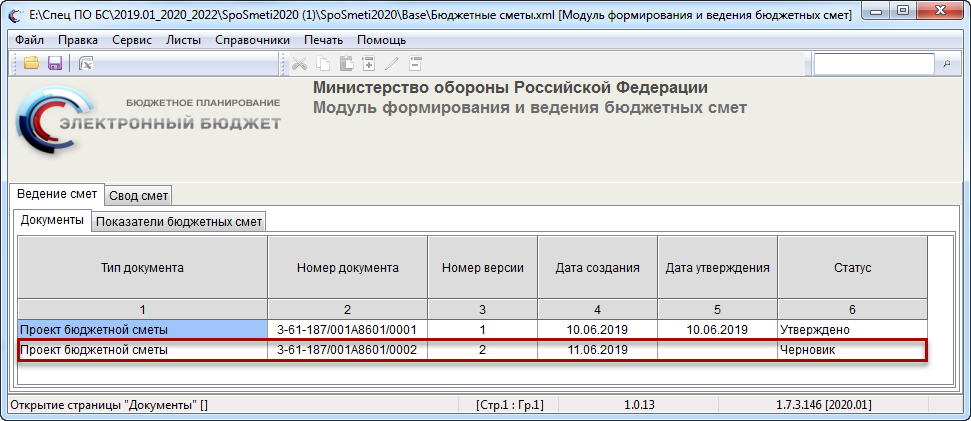 E:\Спец ПО БС\2019.01_2020_2022\SpoSmeti2020 (1)\SpoSmeti2020\Base\Бюджетные сметы.xml [Модуль формирования и ведения бюджетных смет]
Файл Правка Сервис Листы Справочники Печать Помощь
Министерство обороны Российской Федерации
Модуль формирования и ведения бюджетных смет
БЮДЖЕТНОЕ ПЛАНИРОВАНИЕ
ЭЛЕКТРОННЫЙ БЮДЖЕТ
Ведение смет Свод смет
Документы Показатели бюджетных смет
Тип документа Номер документа Номер версии Дата создания Дата утверждения Статус
1 2 3 4 5 6
Проект бюджетной сметы 3-61-187/001А8601/0001 1 10.06.2019 10.06.2019 Утверждено
Проект бюджетной сметы 3-61-187/001А8601/0002 2 11.06.2019 Черновик
Открытие страницы "Документы" [] [Стр.1 : Гр.1] 1.0.13 1.7.3.146 [2020.01]